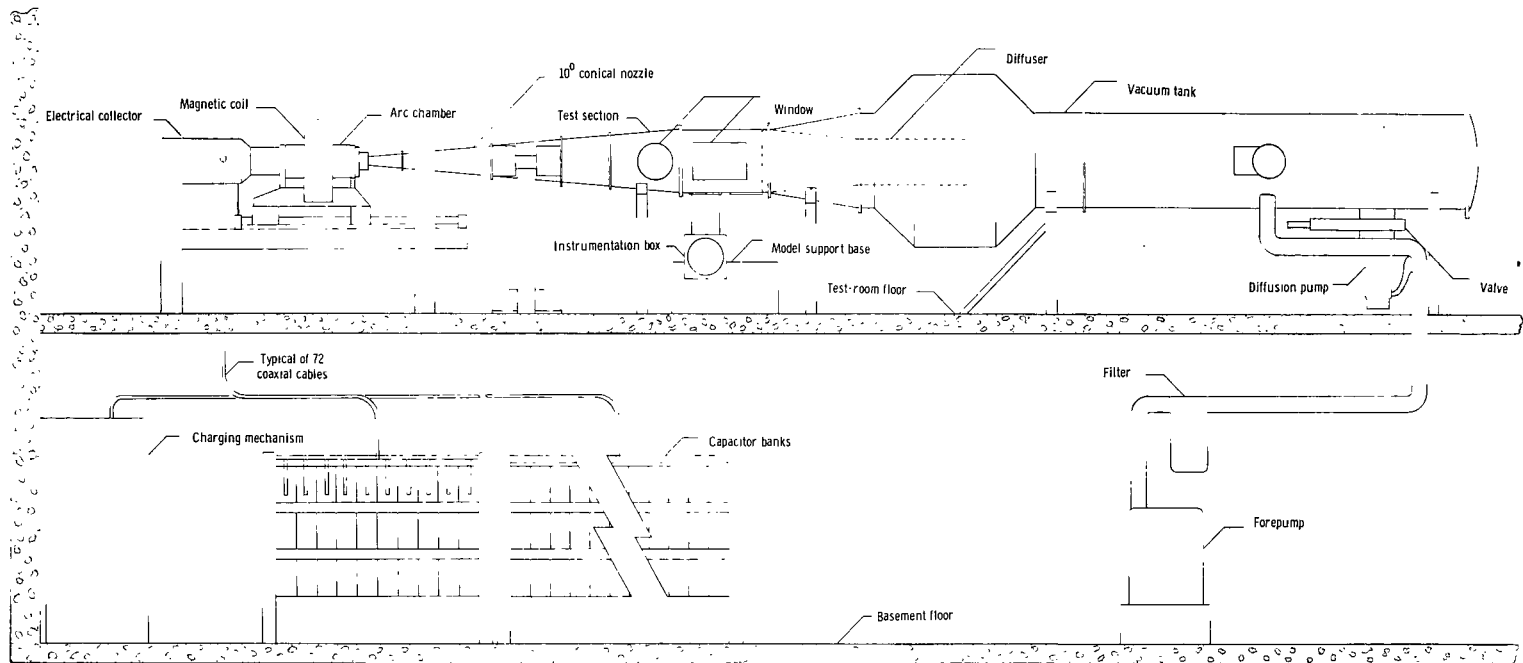 Electrical collector
Magnetic coil
Arc chamber
10⁰ conical nozzle
Test section
Window
Diffuser
Vacuum tank
Instrumentation box
Model support base
Test-room floor
Diffusion pump
Valve
Typical of 72
coaxial cables
Charging mechanism
Capacitor banks
Filter
Forepump
Basement floor